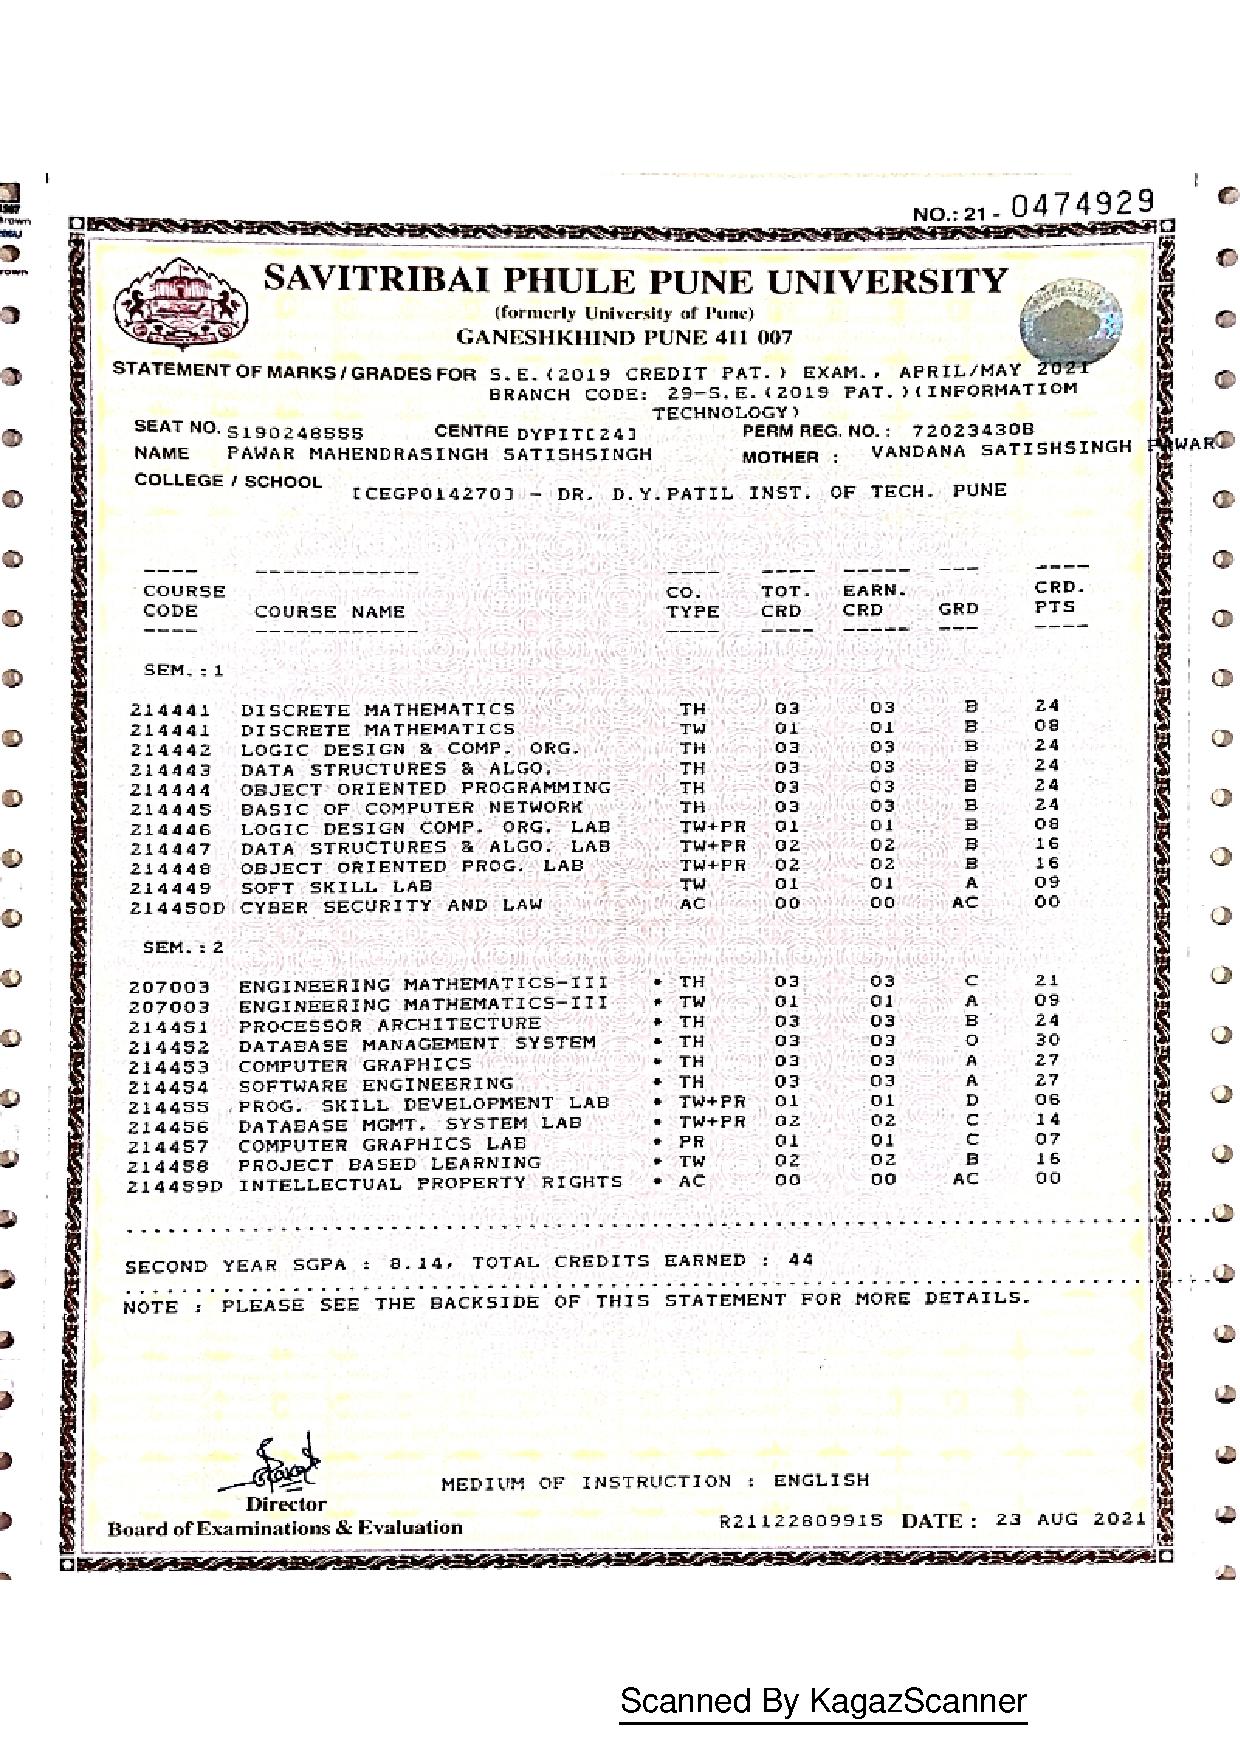 NO.: 21 - 0474929
SAVITRIBAI PHULE PUNE UNIVERSITY
(formerly University of Pune)
GANESHKHIND PUNE 411 007
STATEMENT OF MARKS / GRADES FOR S.E.(2019 CREDIT PAT.) EXAM., APRIL/MAY 2021
BRANCH CODE: 29-S.E.(2019 PAT.)(INFORMATIOM
TECHNOLOGY)
SEAT NO. S190248555 CENTRE DYPIT[24] PERM REG. NO.: 72023430B
NAME PAWAR MAHENDRASINGH SATISHSINGH MOTHER : VANDANA SATISHSINGH PAWAR
COLLEGE / SCHOOL [CEGP014270] - DR. D.Y.PATIL INST. OF TECH. PUNE
COURSE CO. TOT. EARN. CRD.
CODE COURSE NAME TYPE CRD CRD GRD PTS
SEM.:1
214441 DISCRETE MATHEMATICS TH 03 03 B 24
214441 DISCRETE MATHEMATICS TW 01 01 B 08
214442 LOGIC DESIGN & COMP. ORG. TH 03 03 B 24
214443 DATA STRUCTURES & ALGO. TH 03 03 B 24
214444 OBJECT ORIENTED PROGRAMMING TH 03 03 B 24
214445 BASIC OF COMPUTER NETWORK TH 03 03 B 24
214446 LOGIC DESIGN COMP. ORG. LAB TW+PR 01 01 B 08
214447 DATA STRUCTURES & ALGO. LAB TW+PR 02 02 B 16
214448 OBJECT ORIENTED PROG. LAB TW+PR 02 02 B 16
214449 SOFT SKILL LAB TW 01 01 A 09
214450D CYBER SECURITY AND LAW AC 00 00 AC 00
SEM.:2
207003 ENGINEERING MATHEMATICS-III * TH 03 03 C 21
207003 ENGINEERING MATHEMATICS-III * TW 01 01 A 09
214451 PROCESSOR ARCHITECTURE * TH 03 03 B 24
214452 DATABASE MANAGEMENT SYSTEM * TH 03 03 O 30
214453 COMPUTER GRAPHICS * TH 03 03 A 27
214454 SOFTWARE ENGINEERING * TH 03 03 A 27
214455 PROG. SKILL DEVELOPMENT LAB * TW+PR 01 01 D 06
214456 DATABASE MGMT. SYSTEM LAB * TW+PR 02 02 C 14
214457 COMPUTER GRAPHICS LAB * PR 01 01 C 07
214458 PROJECT BASED LEARNING * TW 02 02 B 16
214459D INTELLECTUAL PROPERTY RIGHTS * AC 00 00 AC 00
SECOND YEAR SGPA : 8.14, TOTAL CREDITS EARNED : 44
NOTE : PLEASE SEE THE BACKSIDE OF THIS STATEMENT FOR MORE DETAILS.
MEDIUM OF INSTRUCTION : ENGLISH
Director
Board of Examinations & Evaluation
R21122809915 DATE : 23 AUG 2021
Scanned By KagazScanner